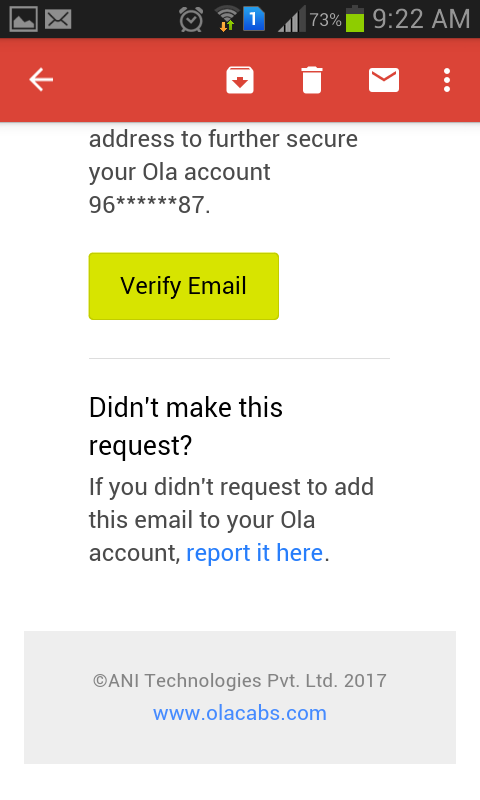 1
73%
9:22 AM
address to further secure
your Ola account
96******87.
Verify Email
Didn't make this
request?
If you didn't request to add
this email to your Ola
account, report it here.
©ANI Technologies Pvt. Ltd. 2017
www.olacabs.com